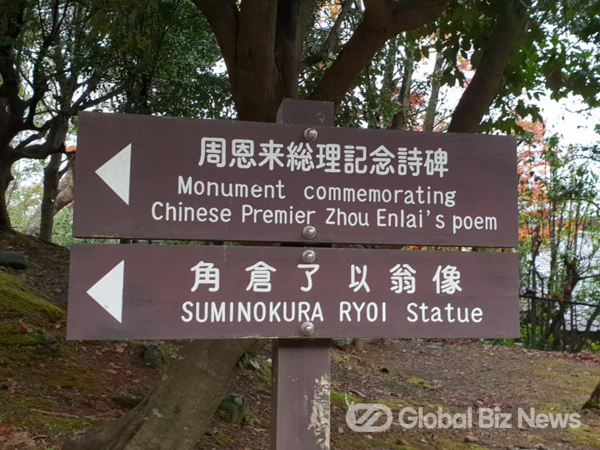 周恩来総理記念詩碑
Monument commemorating
Chinese Premier Zhou Enlai's poem
角倉了以翁像
SUMINOKURA RYOI Statue
Global Biz News